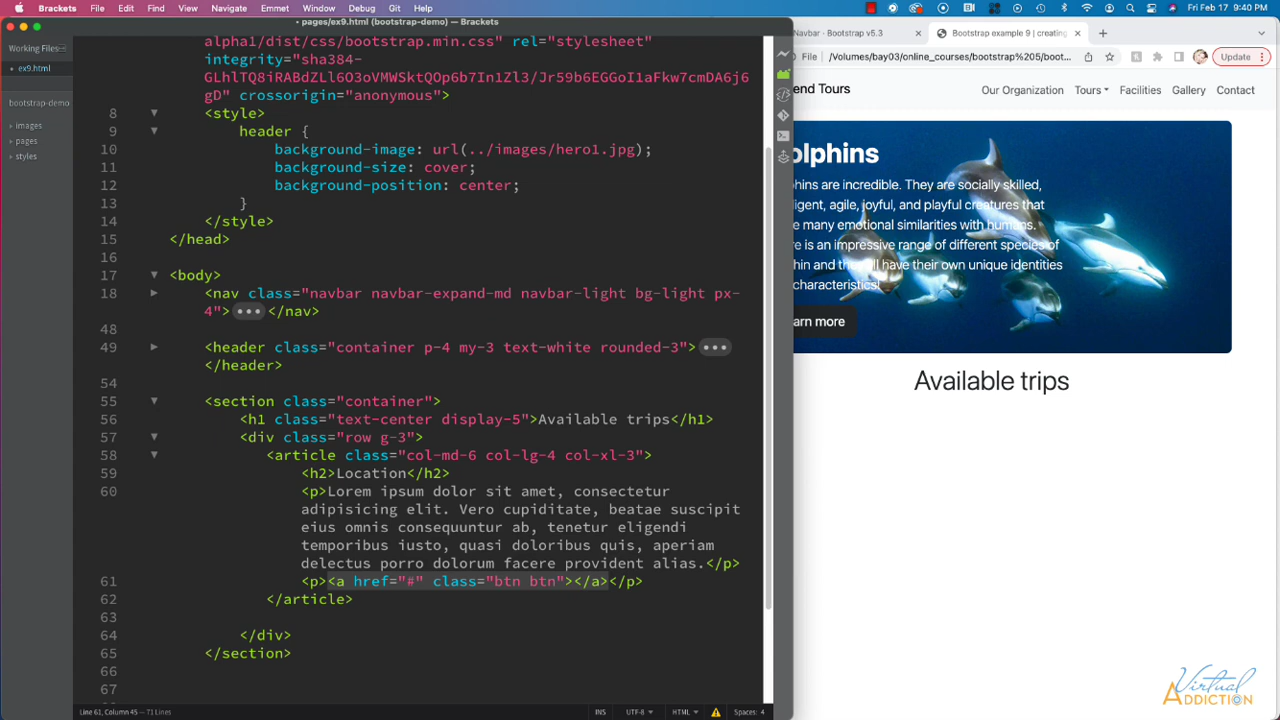 Brackets File Edit Find View Navigate Emmet Window Debug Git Help Fri Feb 17 9:40 PM
• pages/ex9.html (bootstrap-demo) — Brackets
Working Files
ex9.html
bootstrap-demo
images
pages
styles
alpha1/dist/css/bootstrap.min.css" rel="stylesheet"
integrity="sha384-
GLhlTQ8iRABdZLl6O3oVMWSktQOp6b7In1Zl3/Jr59b6EGGoI1aFkw7cmDA6j6
gD" crossorigin="anonymous">
8 <style>
9 header {
10 background-image: url(../images/hero1.jpg);
11 background-size: cover;
12 background-position: center;
13 }
14 </style>
15 </head>
16
17 <body>
18 <nav class="navbar navbar-expand-md navbar-light bg-light px-
4">•••</nav>
48
49 <header class="container p-4 my-3 text-white rounded-3">•••
</header>
54
55 <section class="container">
56 <h1 class="text-center display-5">Available trips</h1>
57 <div class="row g-3">
58 <article class="col-md-6 col-lg-4 col-xl-3">
59 <h2>Location</h2>
60 <p>Lorem ipsum dolor sit amet, consectetur
adipisicing elit. Vero cupiditate, beatae suscipit
eius omnis consequuntur ab, tenetur eligendi
temporibus iusto, quasi doloribus quis, aperiam
delectus porro dolorum facere provident alias.</p>
61 <p><a href="#" class="btn btn"></a></p>
62 </article>
63
64 </div>
65 </section>
66
67
Line 61, Column 45 — 71 Lines
INS UTF-8 HTML Spaces: 4
Navbar · Bootstrap v5.3
Bootstrap example 9 | creating
File /Volumes/bay03/online_courses/bootstrap%205/boot...
Update
end Tours
Our Organization Tours Facilities Gallery Contact
olphins
phins are incredible. They are socially skilled,
ligent, agile, joyful, and playful creatures that
e many emotional similarities with humans.
re is an impressive range of different species of
hin and they all have their own unique identities
characteristics!
arn more
Available trips
Virtual
ADDICTION